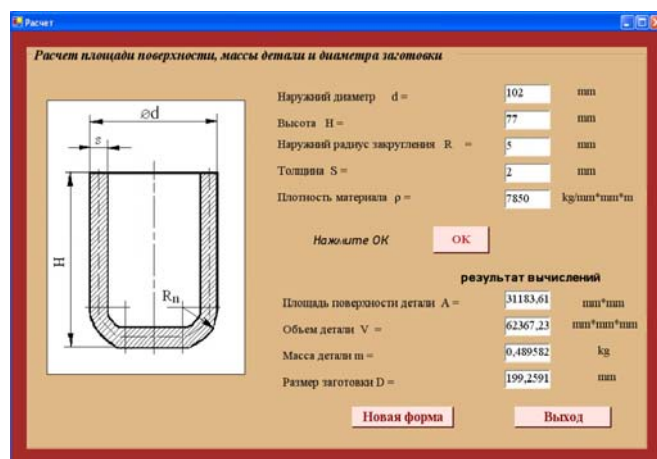 Расчет
Расчет площади поверхности, массы детали и диаметра заготовки
⌀d
s
H
Rп
Наружний диаметр d = 102 mm
Высота H = 77 mm
Наружний радиус закругления R = 5 mm
Толщина S = 2 mm
Плотность материала ρ = 7850 kg/mm*mm*m
Нажмите ОК ОК
результат вычислений
Площадь поверхности детали A = 31183,61 mm*mm
Объем детали V = 62367,23 mm*mm*mm
Масса детали m = 0,489582 kg
Размер заготовки D = 199,2591 mm
Новая форма Выход